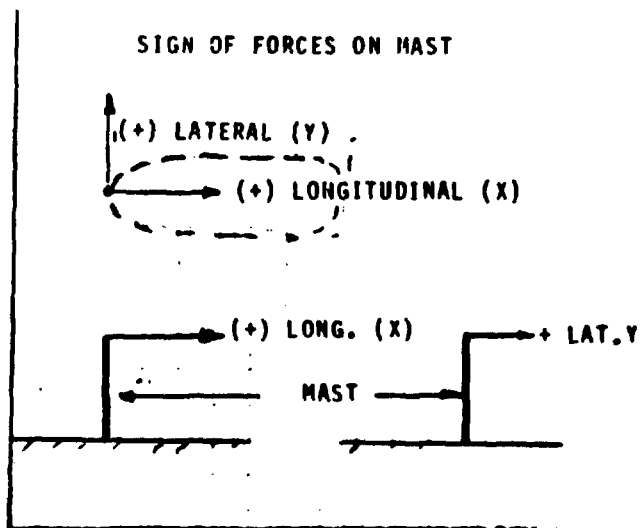 SIGN OF FORCES ON MAST
(+) LATERAL (Y)
(+) LONGITUDINAL (X)
(+) LONG. (X)
+ LAT.Y
MAST